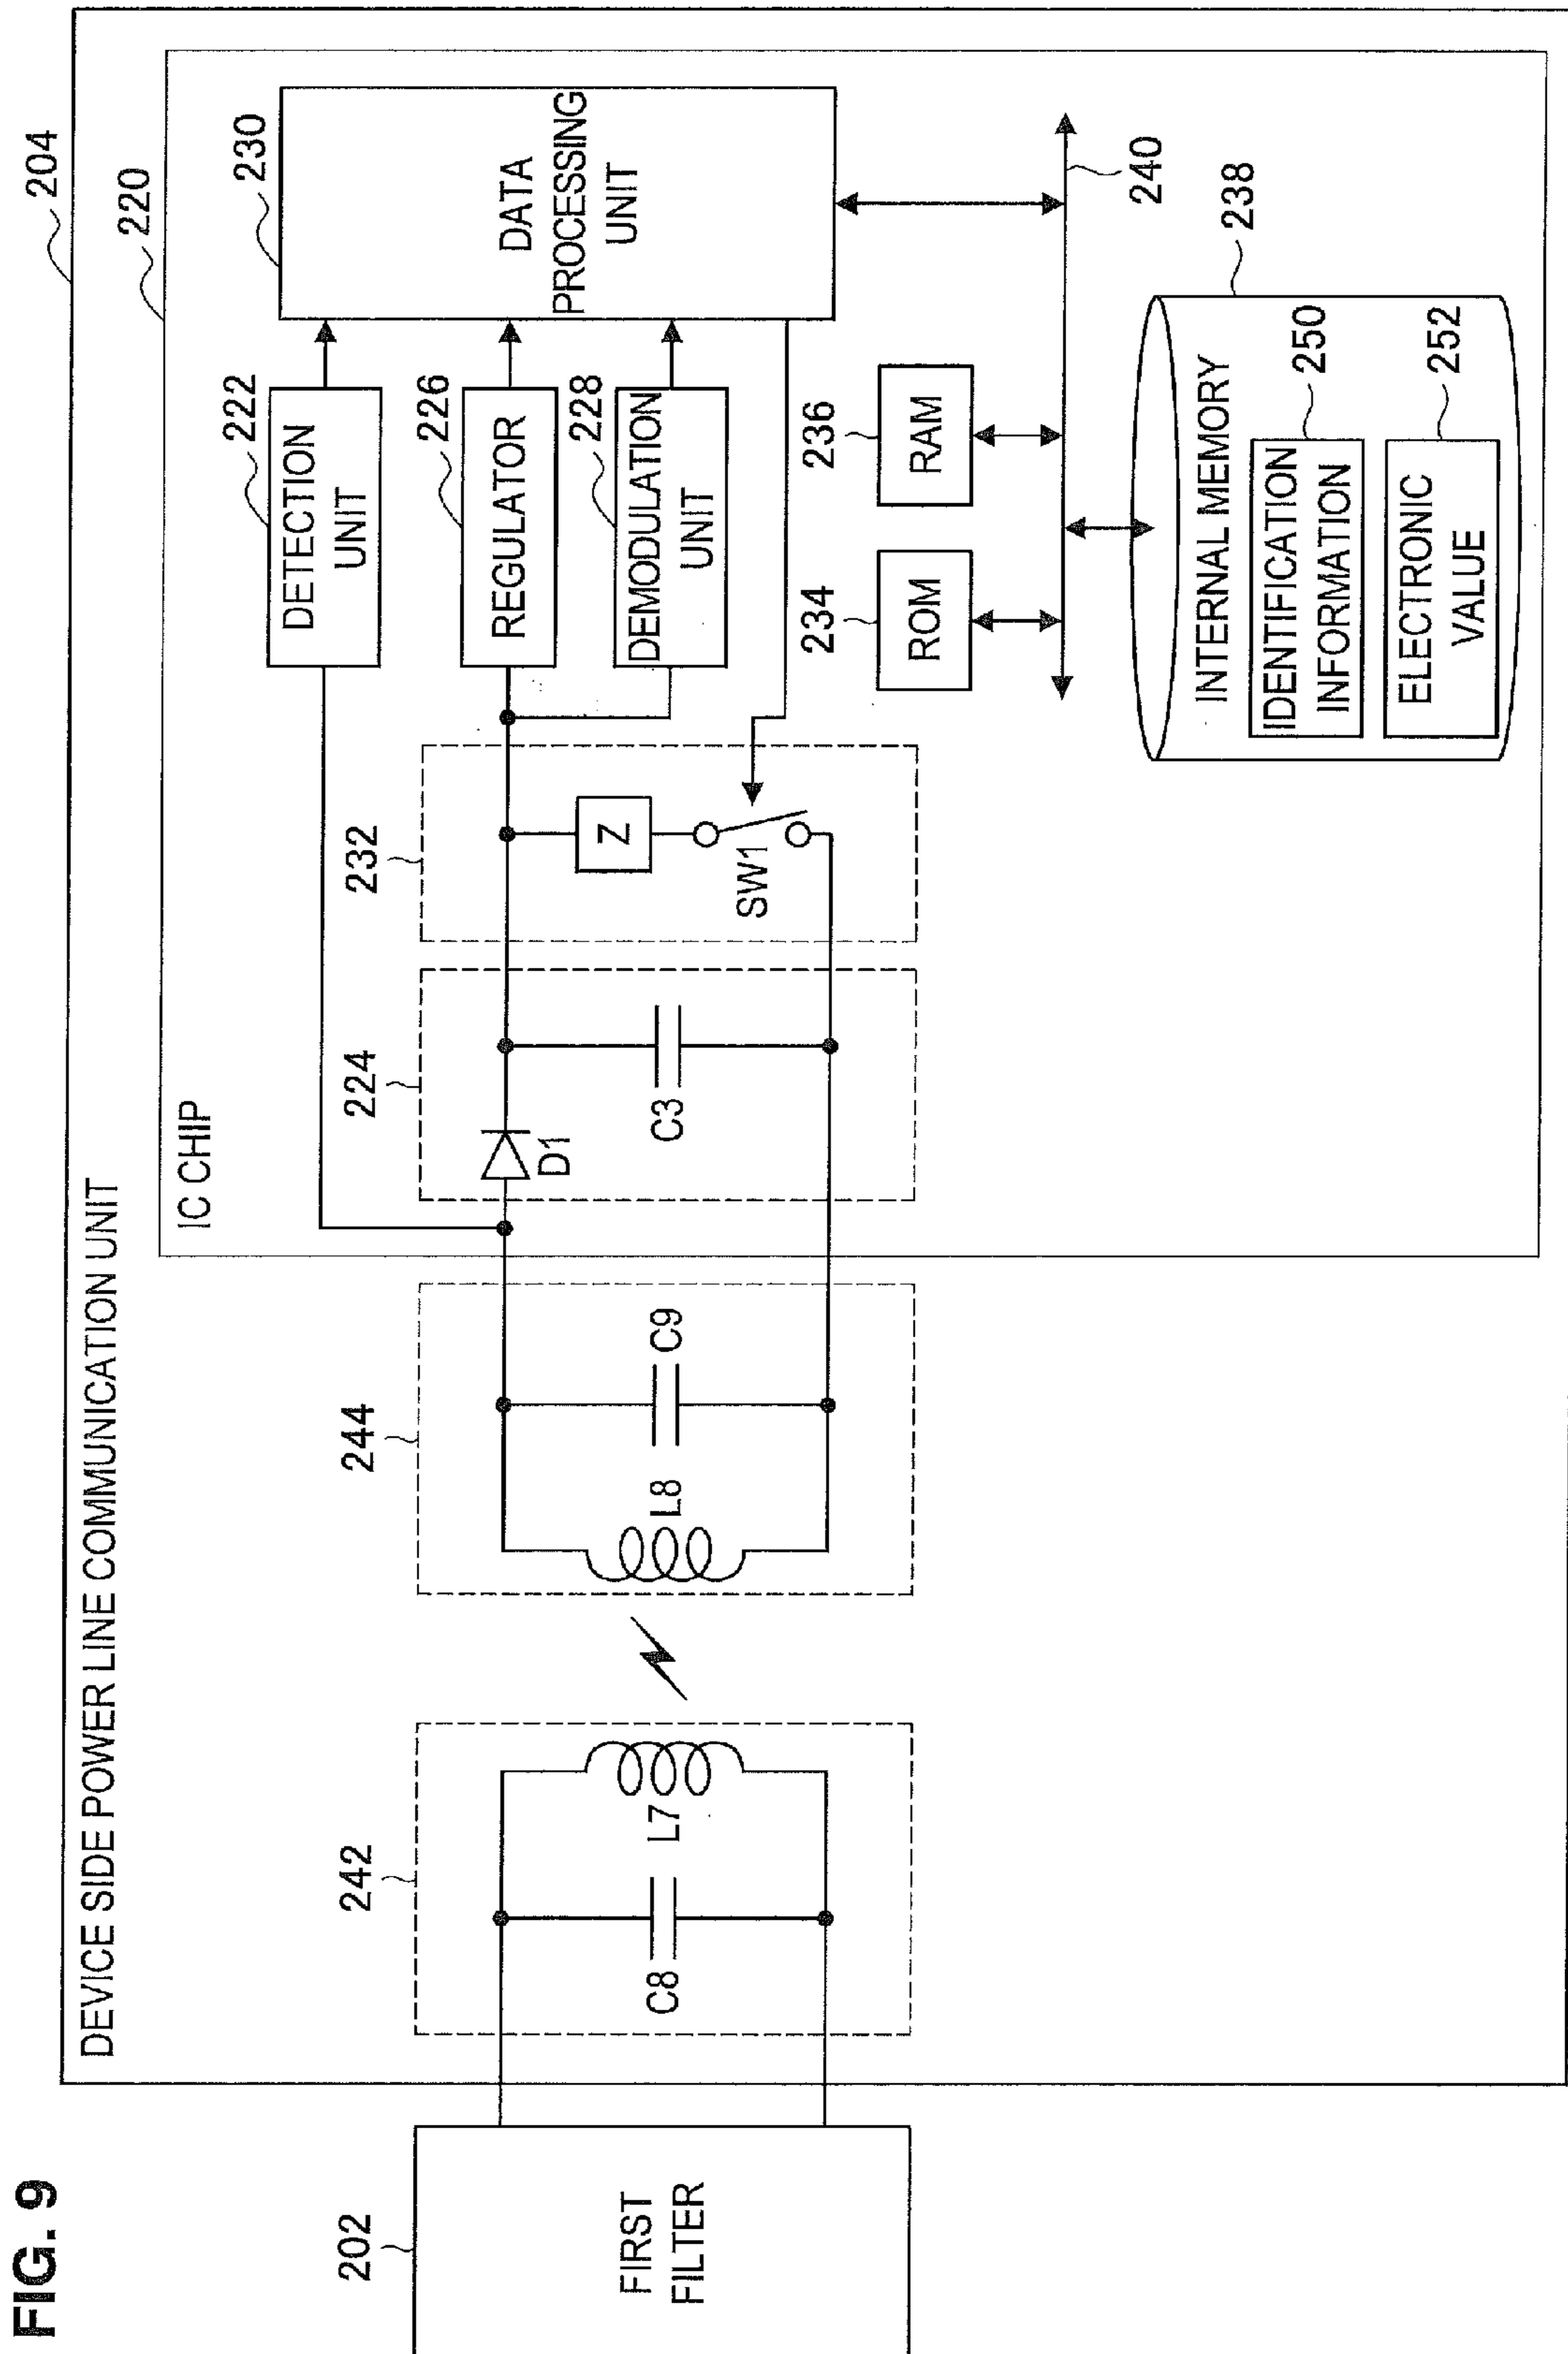 FIG. 9
204
DEVICE SIDE POWER LINE COMMUNICATION UNIT
220
IC CHIP
222
DETECTION
UNIT
230
DATA
PROCESSING
UNIT
202
FIRST
FILTER
242
C8
L7
244
L8
C9
224
D1
C3
232
Z
SW1
226
REGULATOR
228
DEMODULATION
UNIT
234
ROM
236
RAM
240
238
INTERNAL MEMORY
250
IDENTIFICATION
INFORMATION
252
ELECTRONIC
VALUE